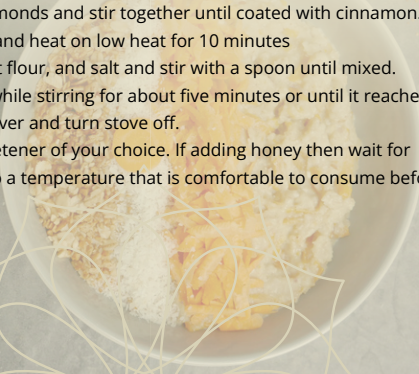 monds and stir together until coated with cinnamon.
and heat on low heat for 10 minutes
flour, and salt and stir with a spoon until mixed.
while stirring for about five minutes or until it reache
ver and turn stove off.
etener of your choice. If adding honey then wait for
a temperature that is comfortable to consume befo